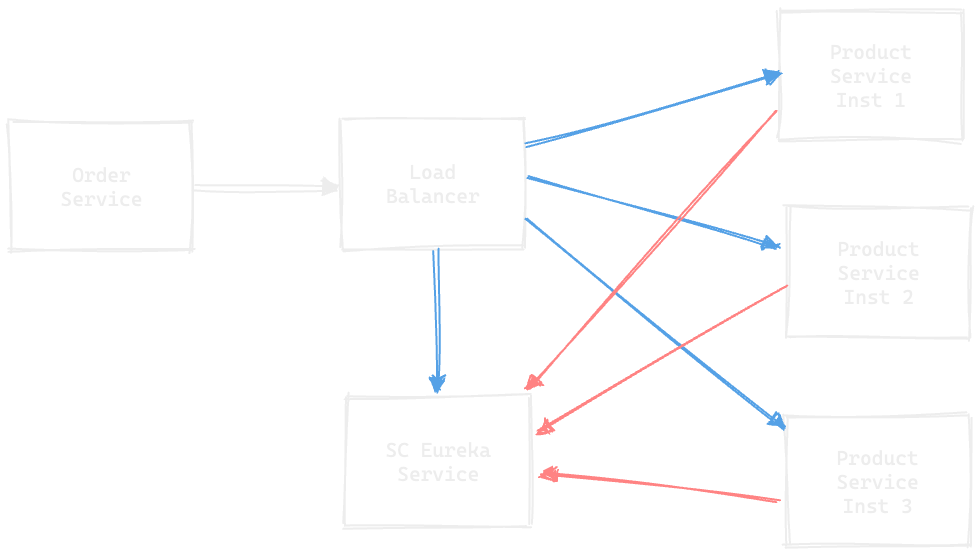 Order
Service
Load
Balancer
Product
Service
Inst 1
Product
Service
Inst 2
SC Eureka
Service
Product
Service
Inst 3